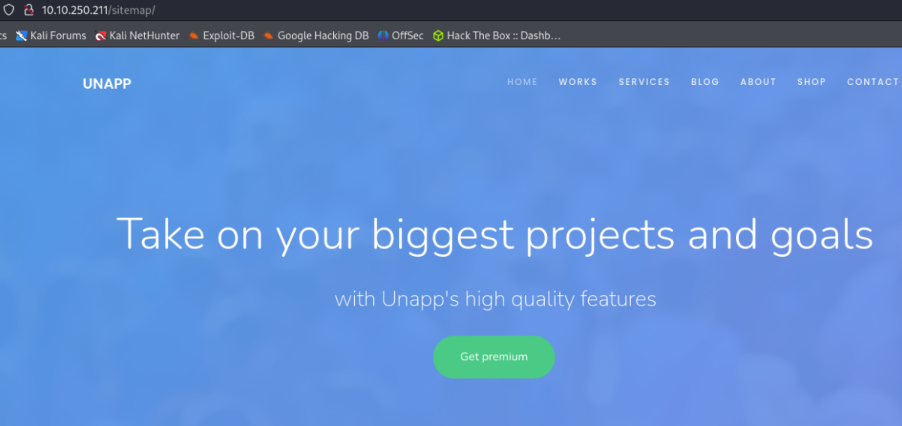 10.10.250.211/sitemap/
cs Kali Forums Kali NetHunter Exploit-DB Google Hacking DB OffSec Hack The Box :: Dashb...
UNAPP
HOME WORKS SERVICES BLOG ABOUT SHOP CONTACT
Take on your biggest projects and goals
with Unapp's high quality features
Get premium